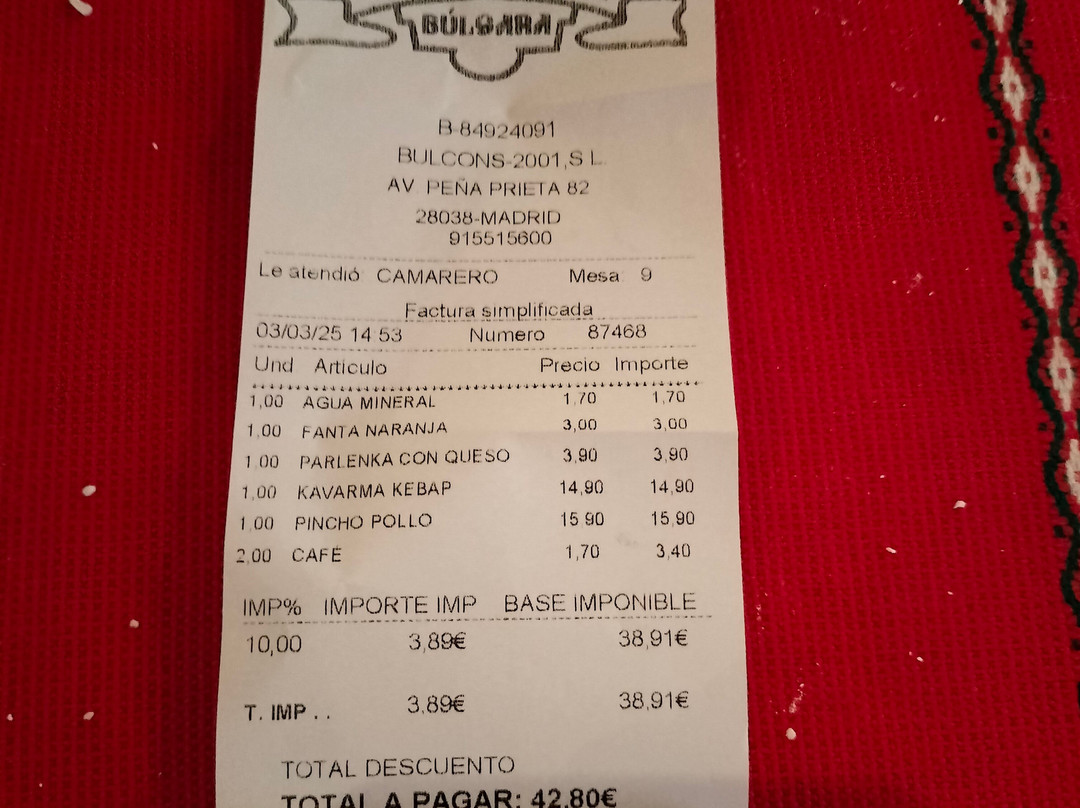 BÚLGARA
B-84924091
BULCONS-2001,S L.
AV PEÑA PRIETA 82
28038-MADRID
915515600
Le atendió CAMARERO Mesa 9
Factura simplificada
03/03/25 14 53 Numero 87468
Und Articulo Precio Importe
1,00 AGUA MINERAL 1,70 1,70
1,00 FANTA NARANJA 3,00 3,00
1,00 PARLENKA CON QUESO 3,90 3,90
1,00 KAVARMA KEBAP 14,90 14,90
1,00 PINCHO POLLO 15,90 15,90
2,00 CAFÉ 1,70 3,40
IMP% IMPORTE IMP BASE IMPONIBLE
10,00 3,89€ 38,91€
T. IMP . . 3,89€ 38,91€
TOTAL DESCUENTO
TOTAL A PAGAR: 42,80€